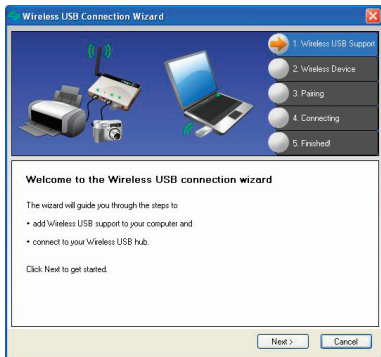 Wireless USB Connection Wizard
1. Wireless USB Support
2. Wireless Device
3. Pairing
4. Connecting
5. Finished!
Welcome to the Wireless USB connection wizard
The wizard will guide you through the steps to
• add Wireless USB support to your computer and
• connect to your Wireless USB hub.
Click Next to get started.
Next >
Cancel